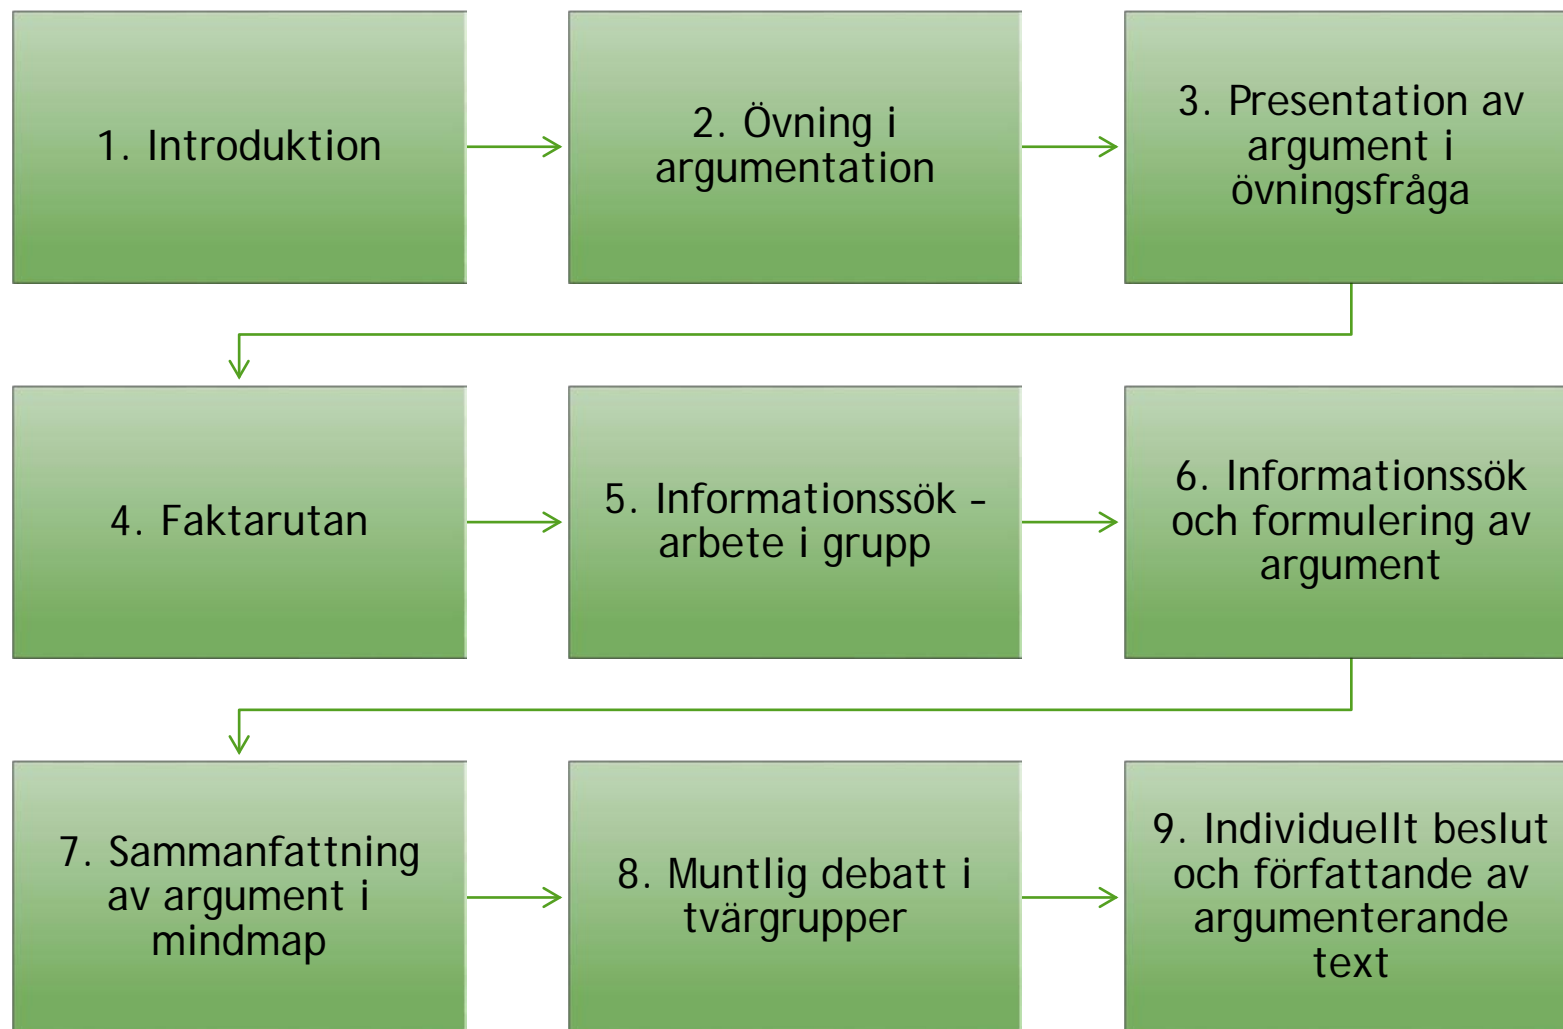 1. Introduktion
2. Övning i
argumentation
3. Presentation av
argument i
övningsfråga
4. Faktarutan
5. Informationssök –
arbete i grupp
6. Informationssök
och formulering av
argument
7. Sammanfattning
av argument i
mindmap
8. Muntlig debatt i
tvärgrupper
9. Individuellt beslut
och författande av
argumenterande
text